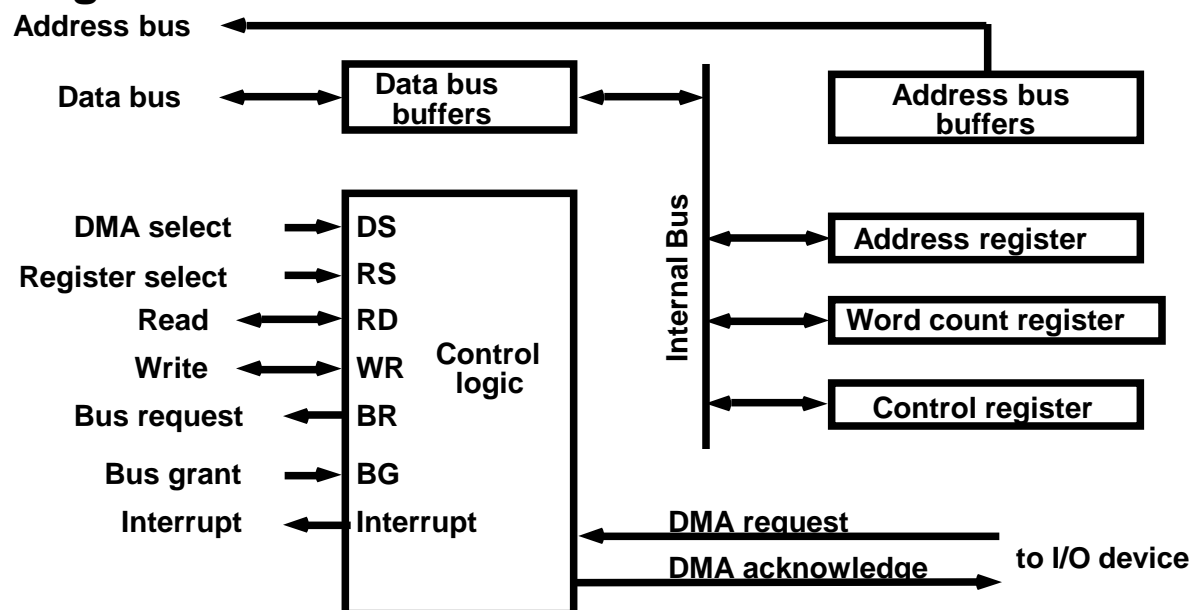 Address bus
Data bus
Data bus
buffers
Address bus
buffers
Internal Bus
DMA select
DS
Register select
RS
Read
RD
Write
WR
Bus request
BR
Bus grant
BG
Interrupt
Interrupt
Control
logic
Address register
Word count register
Control register
DMA request
DMA acknowledge
to I/O device